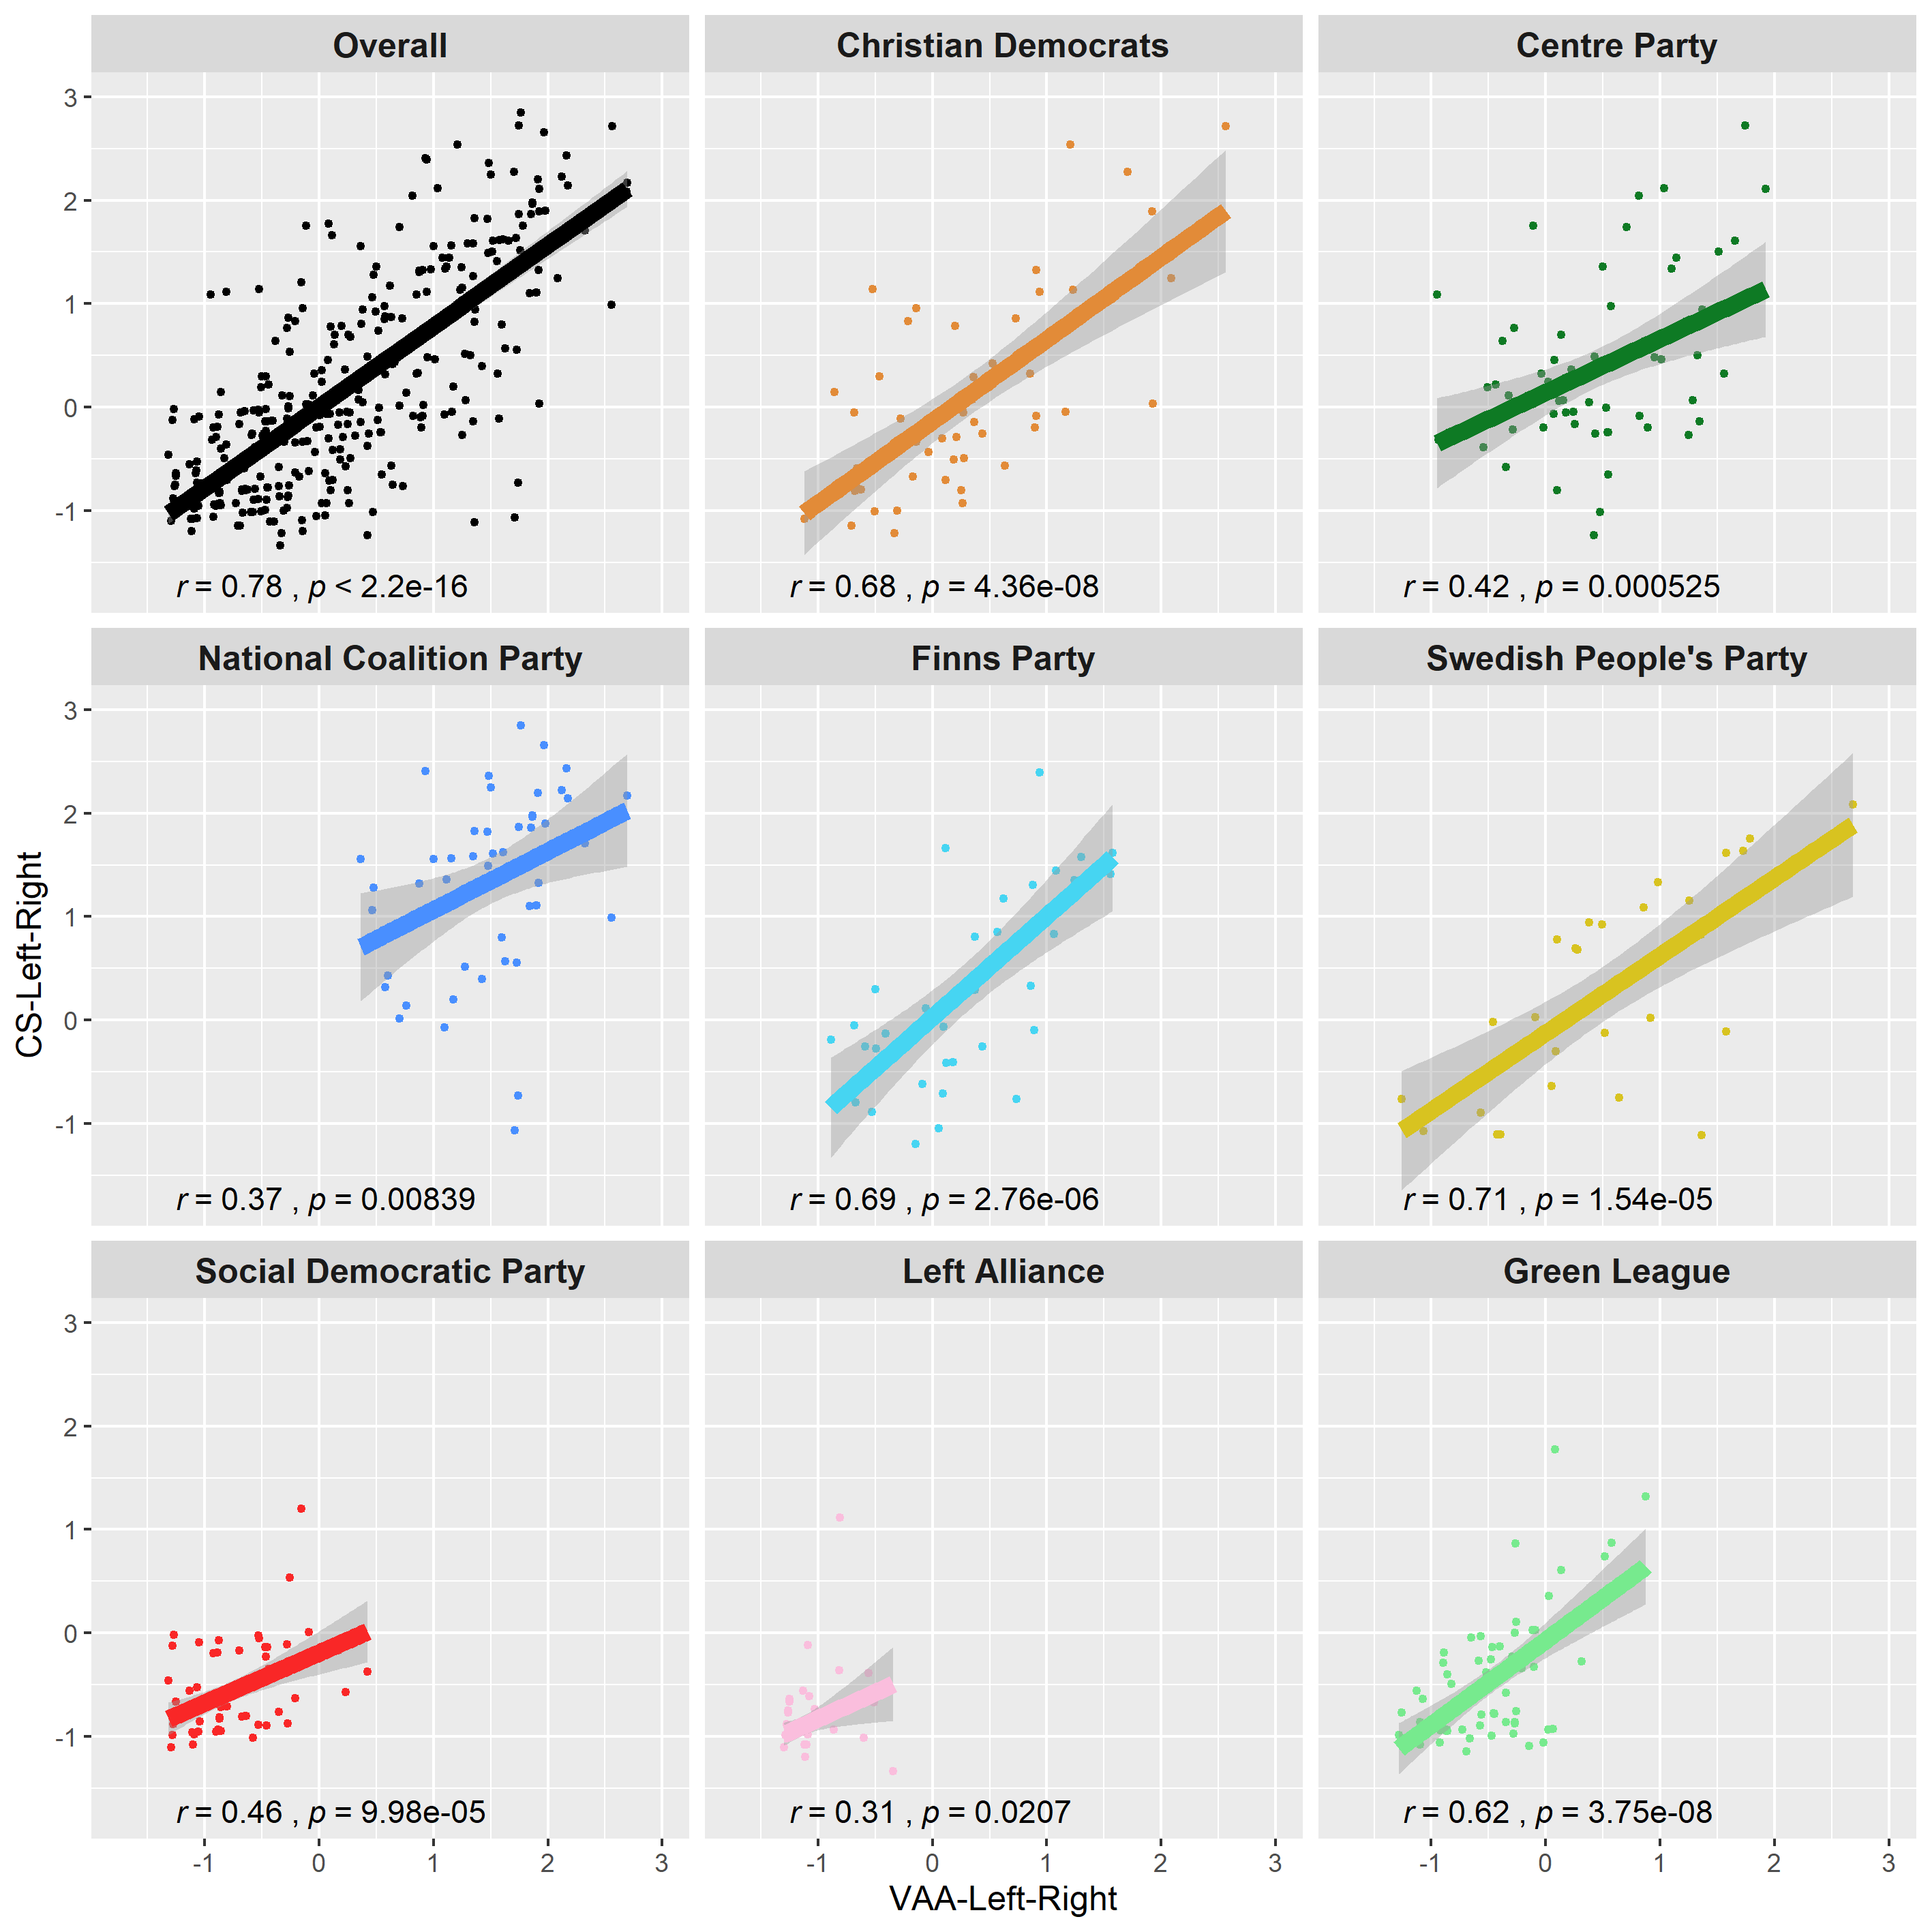 Overall
Christian Democrats
Centre Party
3
2
1
0
-1
r = 0.78 , p < 2.2e-16
r = 0.68 , p = 4.36e-08
r = 0.42 , p = 0.000525
National Coalition Party
Finns Party
Swedish People's Party
3
2
1
0
-1
CS-Left-Right
r = 0.37 , p = 0.00839
r = 0.69 , p = 2.76e-06
r = 0.71 , p = 1.54e-05
Social Democratic Party
Left Alliance
Green League
3
2
1
0
-1
r = 0.46 , p = 9.98e-05
r = 0.31 , p = 0.0207
r = 0.62 , p = 3.75e-08
-1 0 1 2 3
-1 0 1 2 3
-1 0 1 2 3
VAA-Left-Right